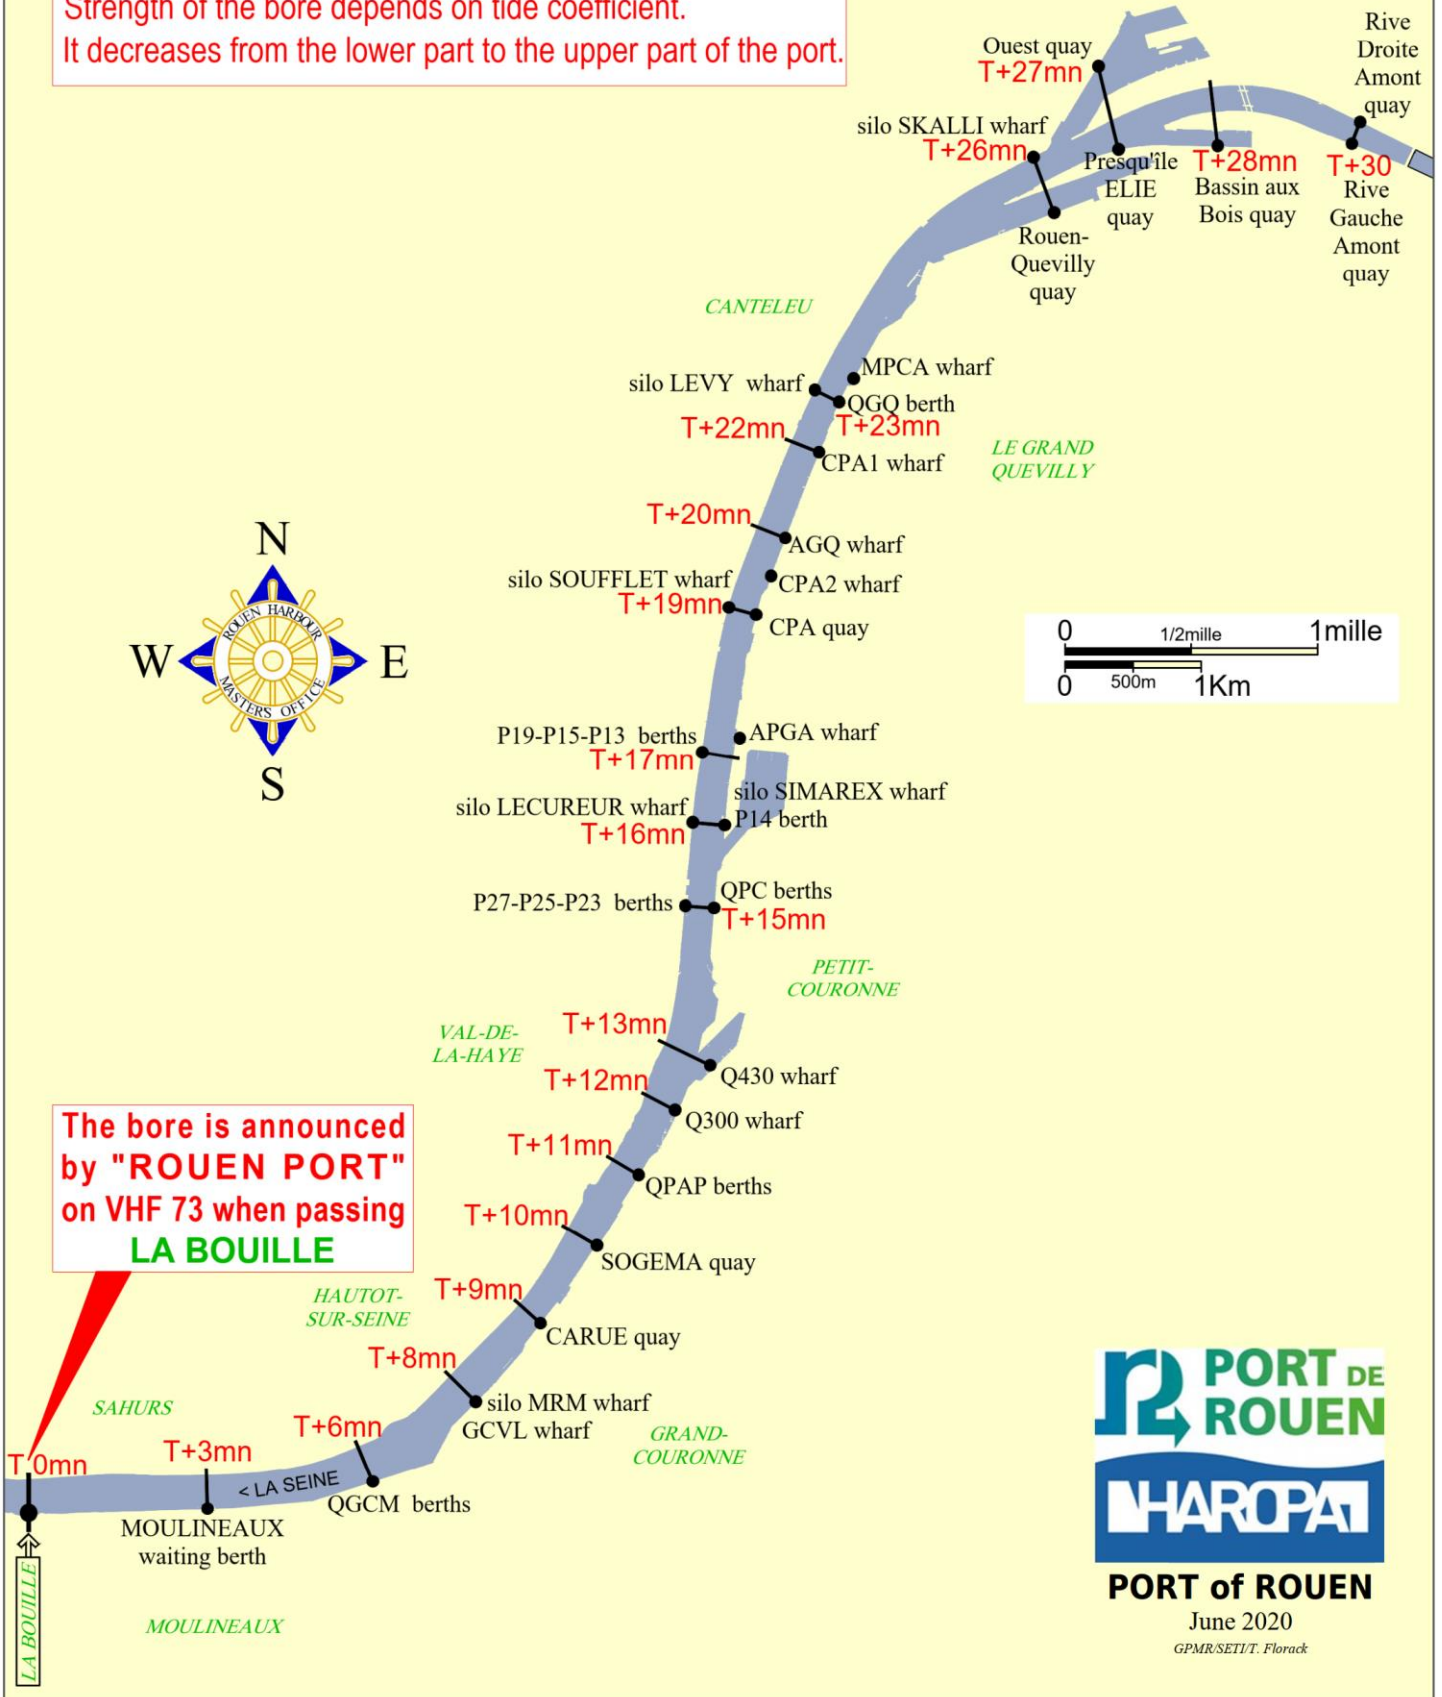 Strength of the bore depends on tide coefficient.
It decreases from the lower part to the upper part of the port.
Rive
Droite
Amont
quay
Ouest quay
T+27mn
silo SKALLI wharf
T+26mn
Presqu'île
ELIE
quay
T+28mn
Bassin aux
Bois quay
T+30
Rive
Gauche
Amont
quay
Rouen-
Quevilly
quay
CANTELEU
MPCA wharf
silo LEVY wharf
QGQ berth
T+23mn
T+22mn
CPA1 wharf
LE GRAND
QUEVILLY
T+20mn
AGQ wharf
silo SOUFFLET wharf
T+19mn
CPA2 wharf
CPA quay
N
W
E
S
ROUEN HARBOUR
MASTERS OFFICE
0
1/2mille
1mille
0
500m
1Km
P19-P15-P13 berths
T+17mn
APGA wharf
silo LECUREUR wharf
T+16mn
silo SIMAREX wharf
P14 berth
P27-P25-P23 berths
QPC berths
T+15mn
PETIT-
COURONNE
VAL-DE-
LA-HAYE
T+13mn
Q430 wharf
T+12mn
Q300 wharf
T+11mn
QPAP berths
T+10mn
SOGEMA quay
The bore is announced
by "ROUEN PORT"
on VHF 73 when passing
LA BOUILLE
HAUTOT-
SUR-SEINE
T+9mn
CARUE quay
T+8mn
silo MRM wharf
GCVL wharf
GRAND-
COURONNE
SAHURS
T+6mn
T+3mn
T 0mn
< LA SEINE
QGCM berths
MOULINEAUX
waiting berth
LA BOUILLE
MOULINEAUX
PORT DE
ROUEN
HAROPA
PORT of ROUEN
June 2020
GPMR/SETI/T. Florack